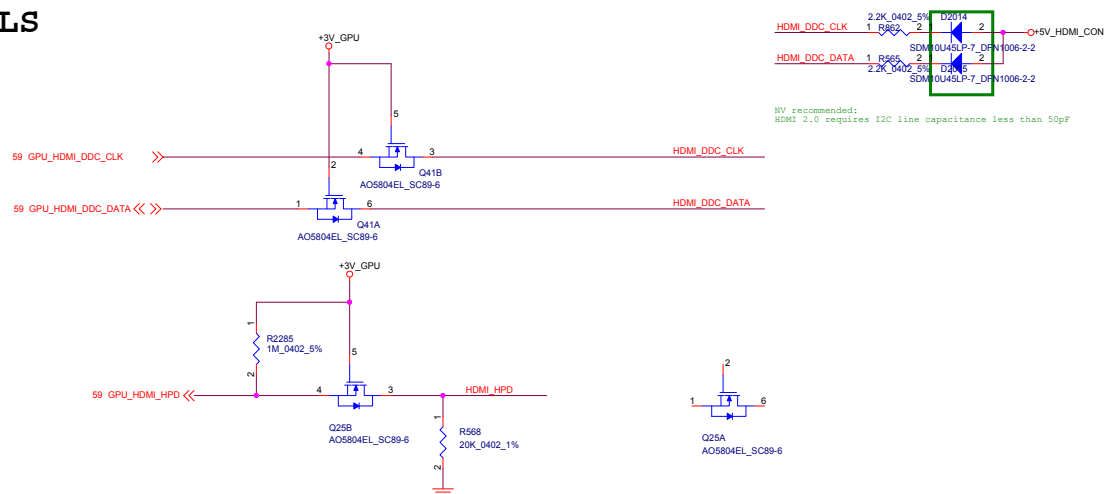 LS
+3V_GPU
5
59 GPU_HDMI_DDC_CLK
4
3
HDMI_DDC_CLK
2
Q41B
AO5804EL_SC89-6
59 GPU_HDMI_DDC_DATA
1
6
HDMI_DDC_DATA
Q41A
AO5804EL_SC89-6
2.2K_0402_5%
D2014
HDMI_DDC_CLK
1
R862
2
1
2
+5V_HDMI_CON
SDM10U45LP-7_DFN1006-2-2
HDMI_DDC_DATA
1
R565
2
1
2
2.2K_0402_5%
SDM10U45LP-7_DFN1006-2-2
NV recommended:
HDMI 2.0 requires I2C line capacitance less than 50pF
+3V_GPU
1
R2285
1M_0402_5%
2
5
59 GPU_HDMI_HPD
4
3
HDMI_HPD
Q25B
AO5804EL_SC89-6
1
R568
20K_0402_1%
2
2
1
6
Q25A
AO5804EL_SC89-6